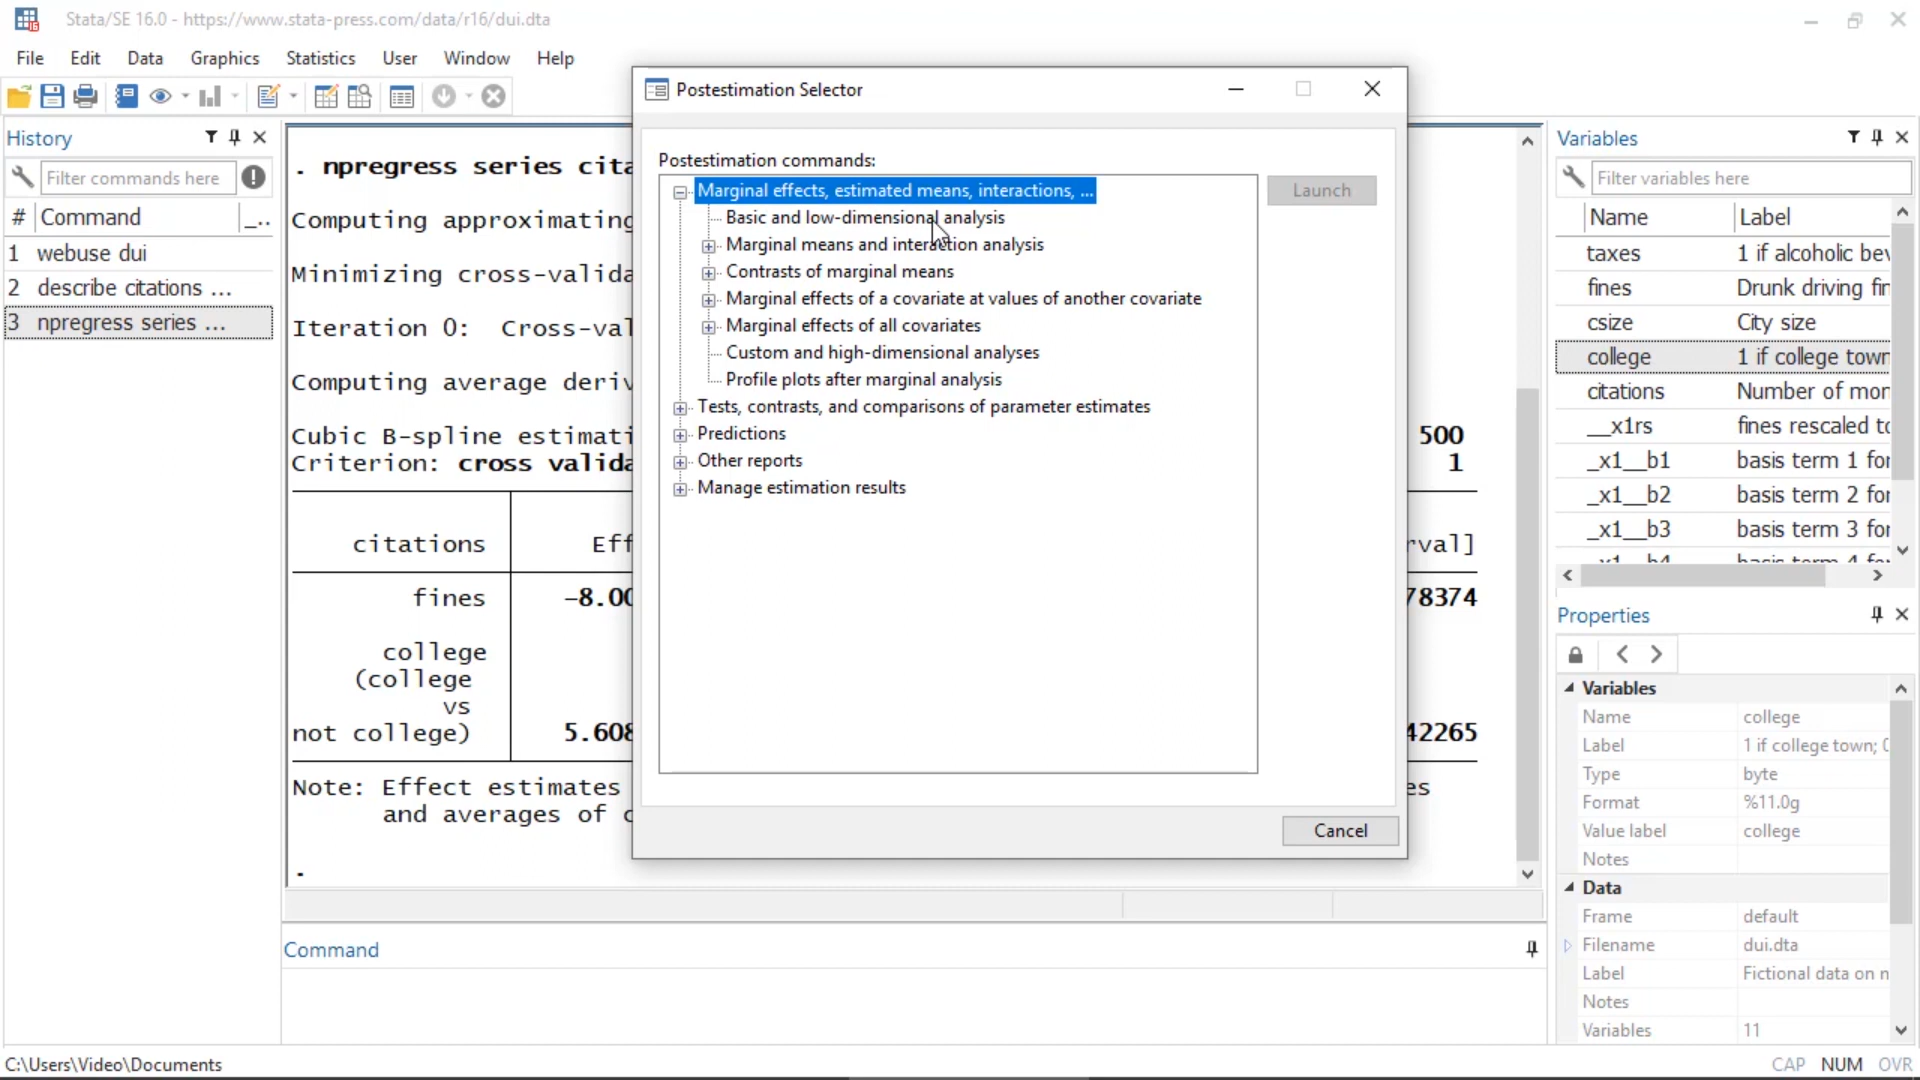 Stata/SE 16.0 - https://www.stata-press.com/data/r16/dui.dta
File Edit Data Graphics Statistics User Window Help
History
Filter commands here
# Command
1 webuse dui
2 describe citations ...
3 npregress series ...
. npregress series cita
Computing approximating
Minimizing cross-valida
Iteration 0: Cross-val
Computing average deriv
Cubic B-spline estimati 500
Criterion: cross valida 1
citations Eff rval]
fines -8.00 78374
college
(college
vs
not college) 5.608 42265
Note: Effect estimates es
and averages of c
.
Command
Postestimation Selector
Postestimation commands:
Marginal effects, estimated means, interactions, ...
Basic and low-dimensional analysis
Marginal means and interaction analysis
Contrasts of marginal means
Marginal effects of a covariate at values of another covariate
Marginal effects of all covariates
Custom and high-dimensional analyses
Profile plots after marginal analysis
Tests, contrasts, and comparisons of parameter estimates
Predictions
Other reports
Manage estimation results
Launch
Cancel
Variables
Filter variables here
Name Label
taxes 1 if alcoholic bev
fines Drunk driving fin
csize City size
college 1 if college town
citations Number of mon
__x1rs fines rescaled to
_x1__b1 basis term 1 for
_x1__b2 basis term 2 for
_x1__b3 basis term 3 for
_x1__b4 basis term 4 for
Properties
Variables
Name college
Label 1 if college town; 0
Type byte
Format %11.0g
Value label college
Notes
Data
Frame default
Filename dui.dta
Label Fictional data on n
Notes
Variables 11
C:\Users\Video\Documents
CAP NUM OVR